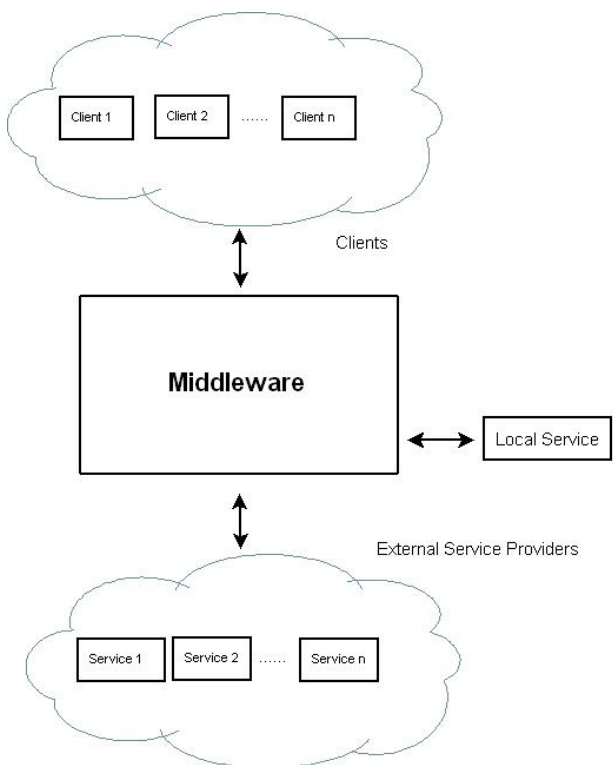 Client 1
Client 2
......
Client n
Clients
Middleware
Local Service
External Service Providers
Service 1
Service 2
......
Service n